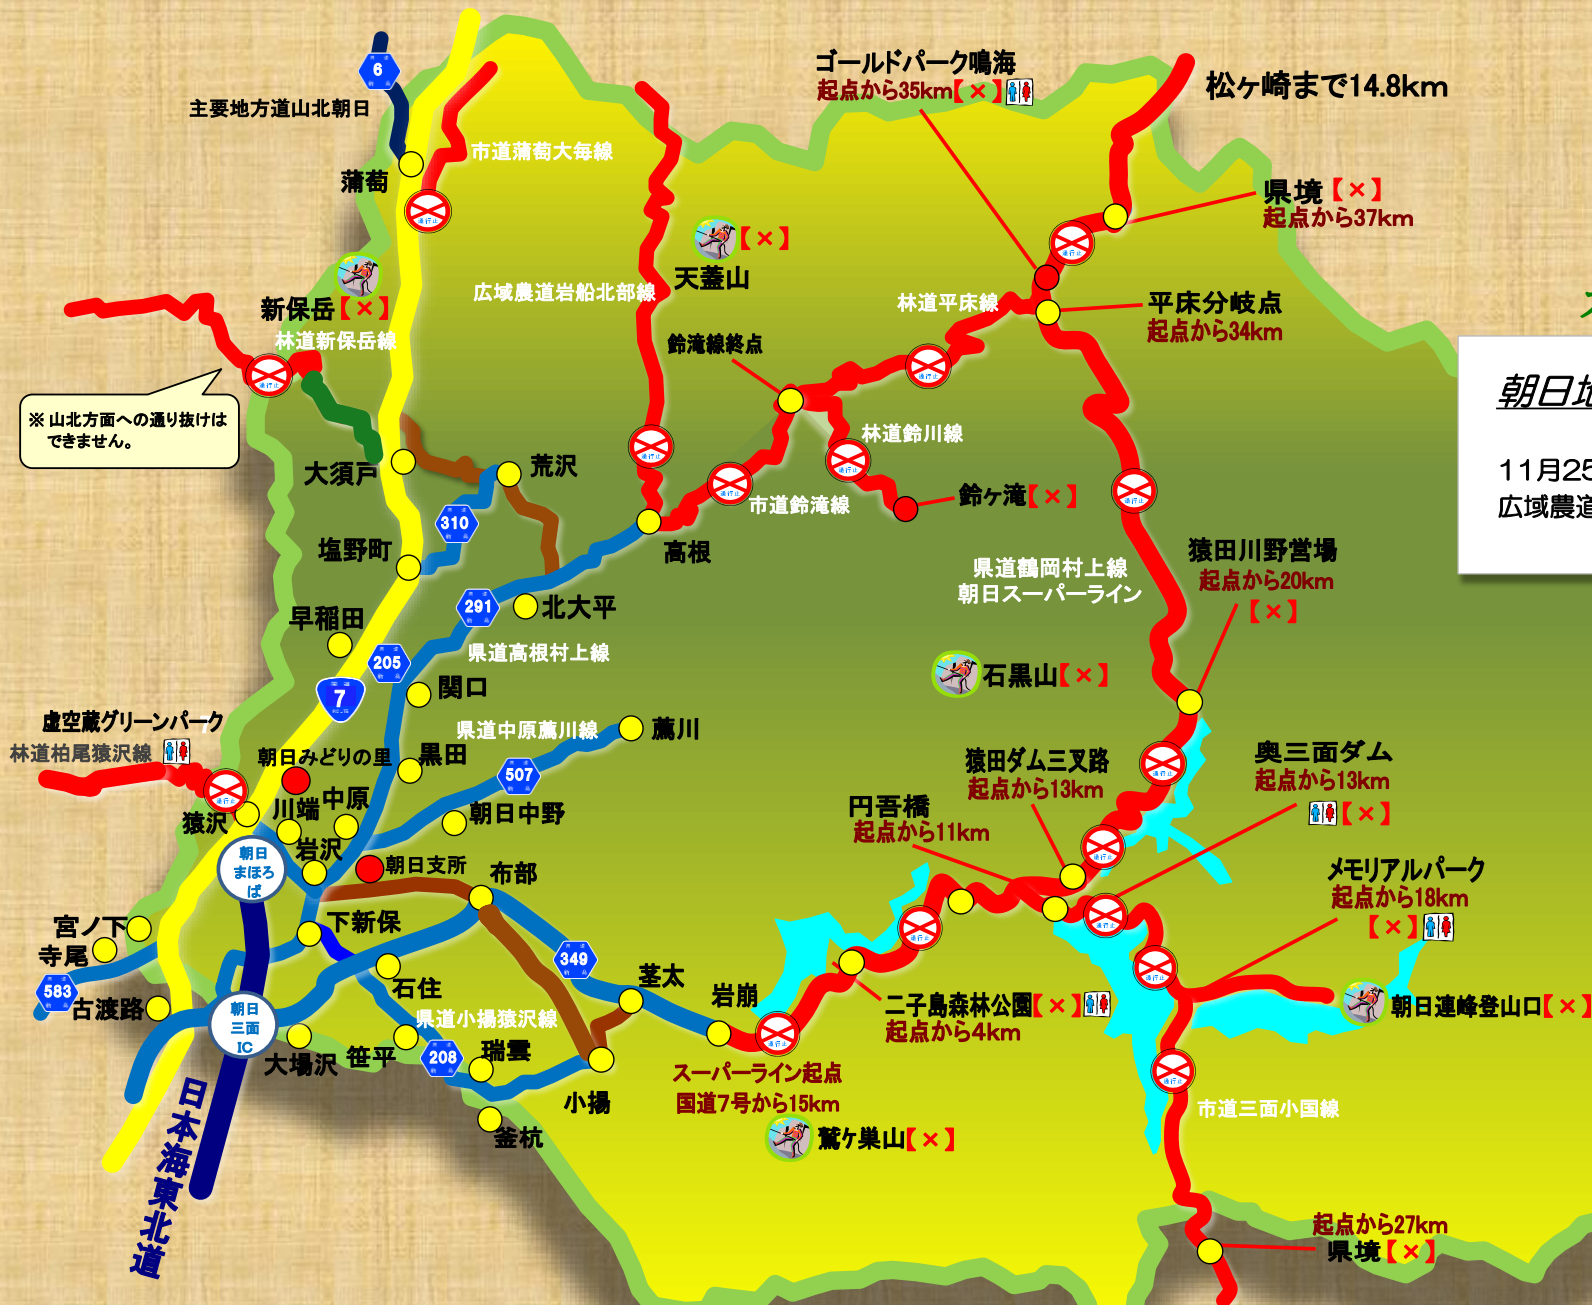 6
主要地方道山北朝日
蒲萄
市道蒲萄大毎線
ゴールドパーク鳴海
起点から35km【×】
松ヶ崎まで14.8km
県境【×】
起点から37km
天蓋山
【×】
新保岳【×】
林道新保岳線
広域農道岩船北部線
林道平床線
平床分岐点
起点から34km
鈴滝線終点
※ 山北方面への通り抜けは
できません。
大須戸
荒沢
310
林道鈴川線
市道鈴滝線
鈴ヶ滝【×】
高根
塩野町
291
北大平
県道鶴岡村上線
朝日スーパーライン
猿田川野営場
起点から20km
【×】
朝日地
11月25
広域農道
早稲田
205
県道高根村上線
7
関口
石黒山【×】
虚空蔵グリーンパーク
林道柏尾猿沢線
朝日みどりの里
黒田
県道中原薦川線
薦川
507
猿沢
川端
中原
朝日中野
岩沢
朝日
まほろ
ば
朝日支所
布部
猿田ダム三叉路
起点から13km
奥三面ダム
起点から13km
【×】
円吾橋
起点から11km
メモリアルパーク
起点から18km
【×】
宮ノ下
寺尾
583
古渡路
下新保
石住
349
茎太
岩崩
二子島森林公園【×】
起点から4km
朝日連峰登山口【×】
朝日
三面
IC
大場沢
笹平
県道小揚猿沢線
208
瑞雲
小揚
釜杭
スーパーライン起点
国道7号から15km
鷲ケ巣山【×】
市道三面小国線
日本海東北道
起点から27km
県境【×】